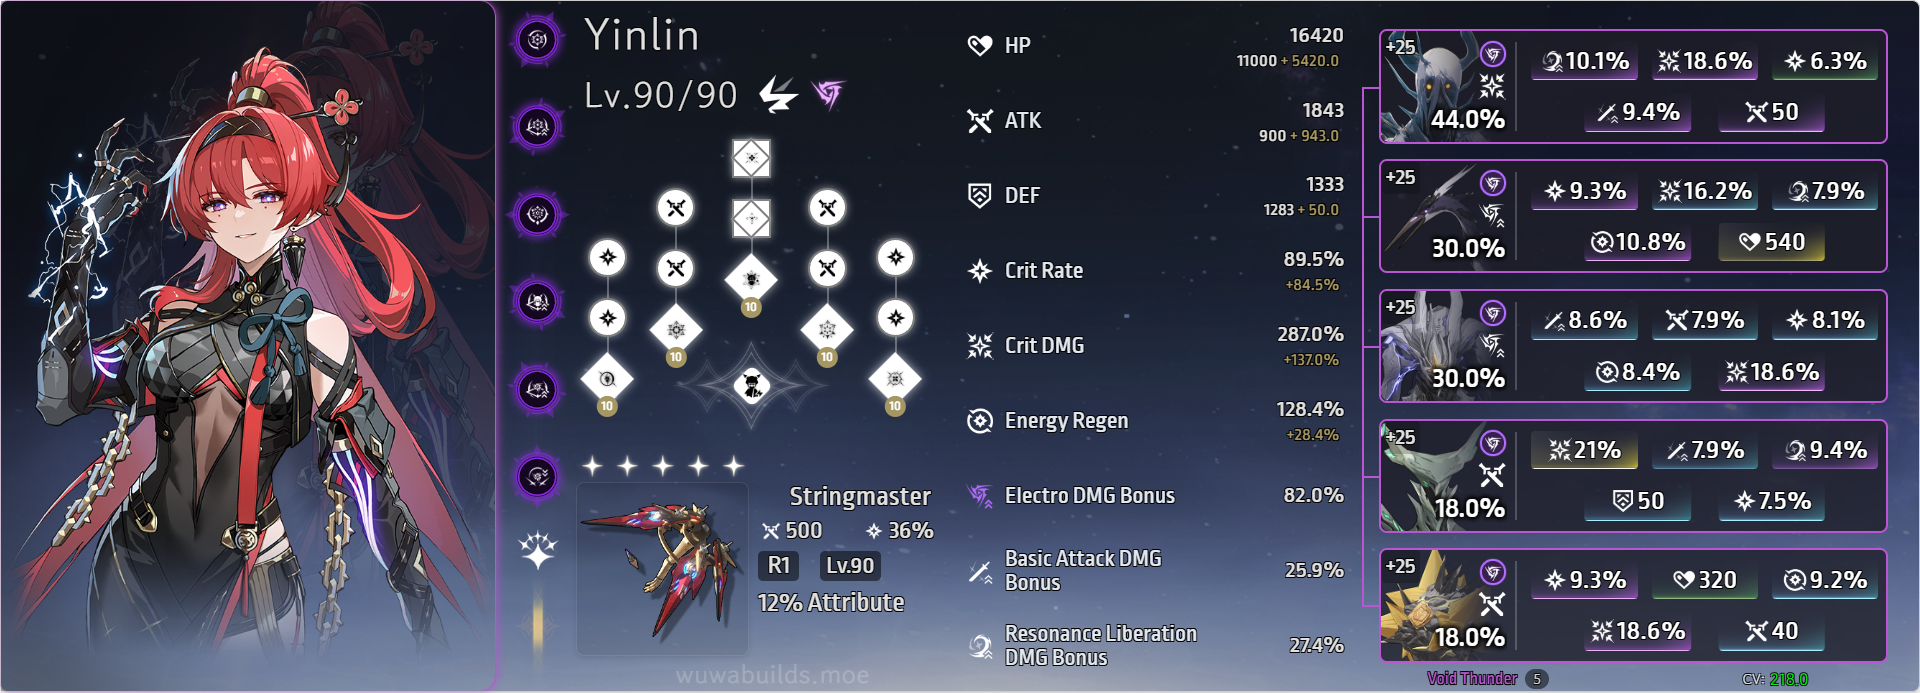 Yinlin
Lv.90/90
10
10
10
10
10
Stringmaster
500 36%
R1 Lv.90
12% Attribute
wuwabuilds.moe
HP 16420
11000 + 5420.0
ATK 1843
900 + 943.0
DEF 1333
1283 + 50.0
Crit Rate 89.5%
+84.5%
Crit DMG 287.0%
+137.0%
Energy Regen 128.4%
+28.4%
Electro DMG Bonus 82.0%
Basic Attack DMG
Bonus 25.9%
Resonance Liberation
DMG Bonus 27.4%
+25 10.1% 18.6% 6.3%
44.0% 9.4% 50
+25 9.3% 16.2% 7.9%
30.0% 10.8% 540
+25 8.6% 7.9% 8.1%
30.0% 8.4% 18.6%
+25 21% 7.9% 9.4%
18.0% 50 7.5%
+25 9.3% 320 9.2%
18.0% 18.6% 40
Void Thunder 5 CV: 218.0